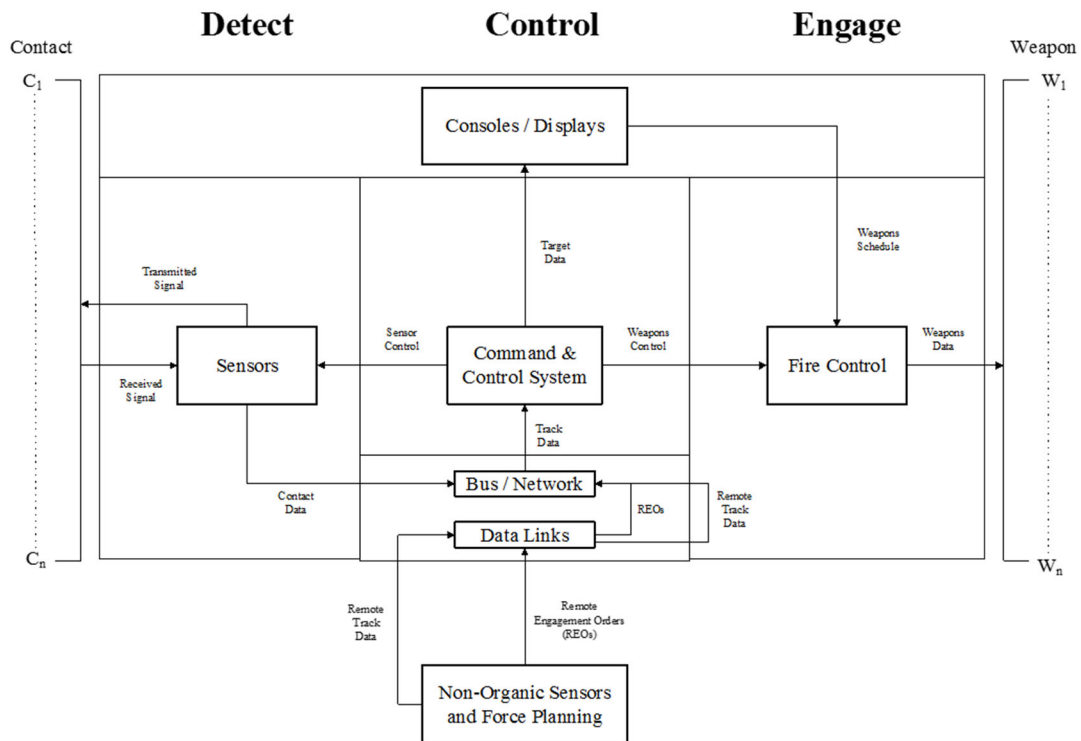 Detect
Control
Engage
Contact
Weapon
C1
W1
Consoles / Displays
Target
Data
Weapons
Schedule
Transmitted
Signal
Sensors
Sensor
Control
Command &
Control System
Weapons
Control
Fire Control
Weapons
Data
Received
Signal
Track
Data
Bus / Network
Contact
Data
REOs
Remote
Track
Data
Data Links
Cn
Wn
Remote
Track
Data
Remote
Engagement Orders
(REOs)
Non-Organic Sensors
and Force Planning